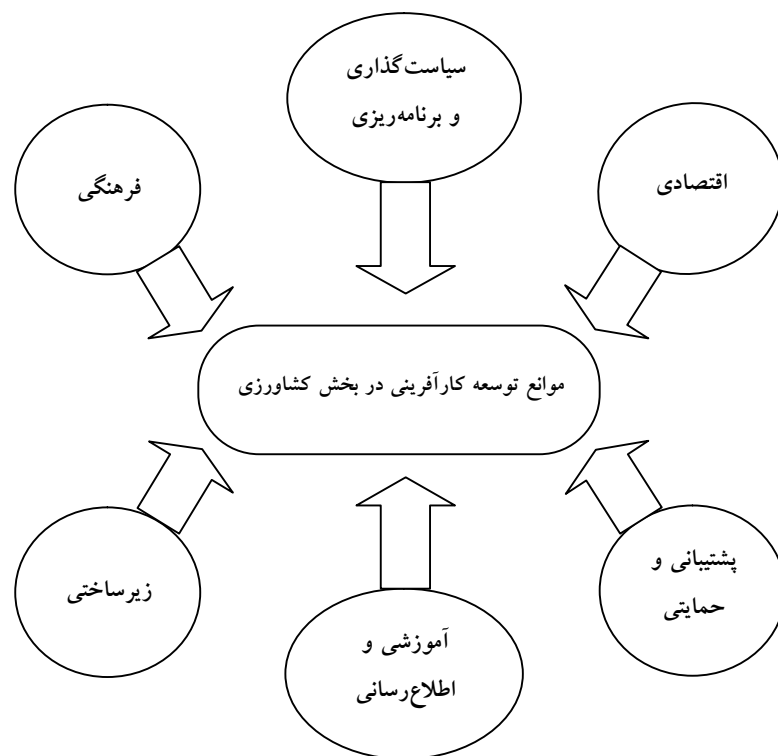 سیاست‌گذاری
و برنامه‌ریزی
اقتصادی
فرهنگی
موانع توسعه کارآفرینی در بخش کشاورزی
پشتیبانی و
حمایتی
زیرساختی
آموزشی و
اطلاع‌رسانی